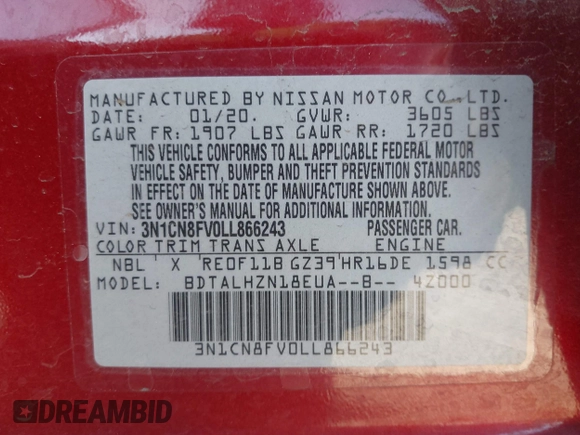 MANUFACTURED BY NISSAN MOTOR CO., LTD.
DATE: 01/20. GVWR: 3605 LBS
GAWR FR: 1907 LBS GAWR RR: 1720 LBS
THIS VEHICLE CONFORMS TO ALL APPLICABLE FEDERAL MOTOR
VEHICLE SAFETY, BUMPER AND THEFT PREVENTION STANDARDS
IN EFFECT ON THE DATE OF MANUFACTURE SHOWN ABOVE.
SEE OWNER'S MANUAL FOR ADDITIONAL INFORMATION.
VIN: 3N1CN8FV0LL866243 PASSENGER CAR.
COLOR TRIM TRANS AXLE ENGINE
NBL ' X 'RE0F11B GZ39'HR16DE 1598 CC
MODEL: BDTALHZN18EUA--B-- 4Z000
3N1CN8FV0LL866243
DREAMBID